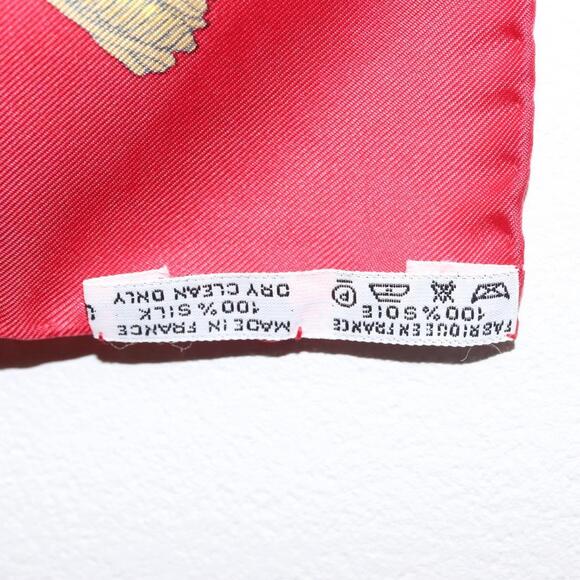 FABRIQUE EN FRANCE
100% SOIE
P
MADE IN FRANCE
100% SILK
DRY CLEAN ONLY